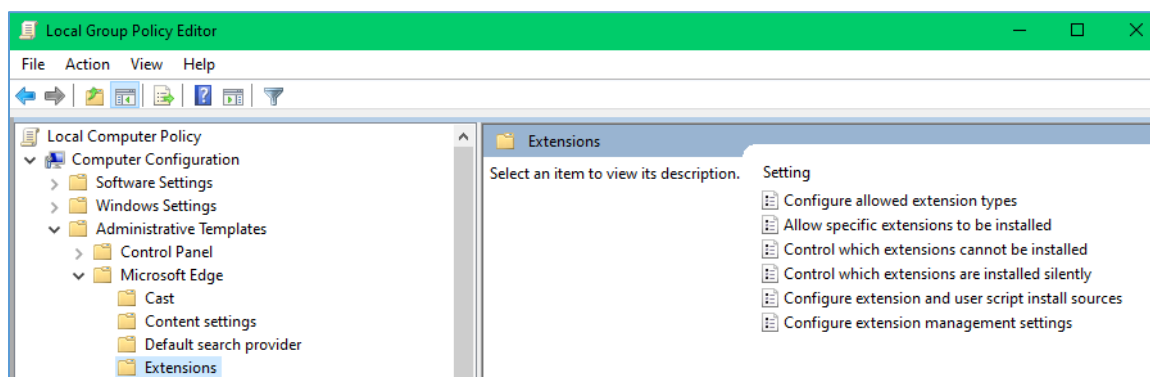 Local Group Policy Editor
File Action View Help
Local Computer Policy
Computer Configuration
Software Settings
Windows Settings
Administrative Templates
Control Panel
Microsoft Edge
Cast
Content settings
Default search provider
Extensions
Extensions
Select an item to view its description.
Setting
Configure allowed extension types
Allow specific extensions to be installed
Control which extensions cannot be installed
Control which extensions are installed silently
Configure extension and user script install sources
Configure extension management settings